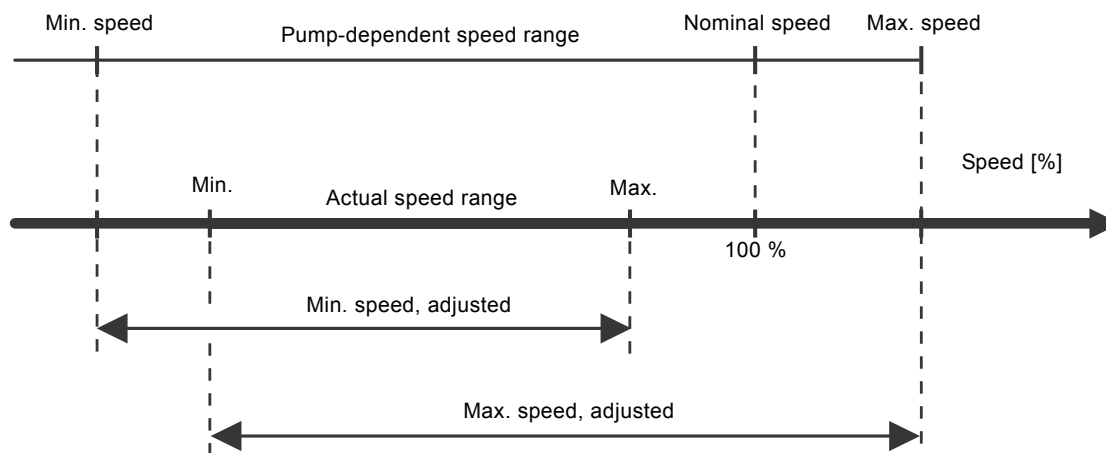 Min. speed
Pump-dependent speed range
Nominal speed
Max. speed
Speed [%]
Min.
Actual speed range
Max.
100 %
Min. speed, adjusted
Max. speed, adjusted